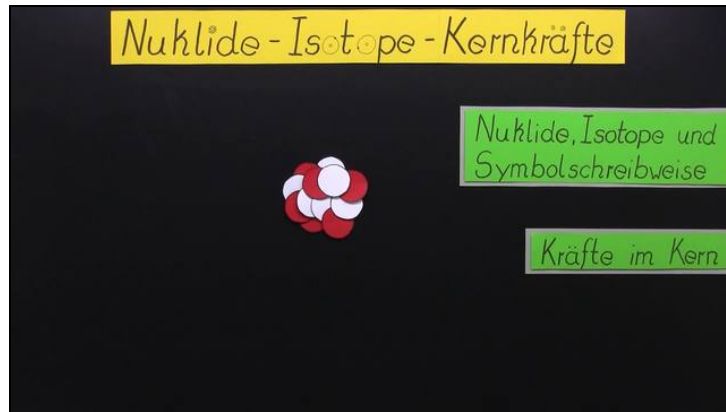 Nuklide - Isotope - Kernkräfte
Nuklide, Isotope und
Symbolschreibweise
Kräfte im Kern